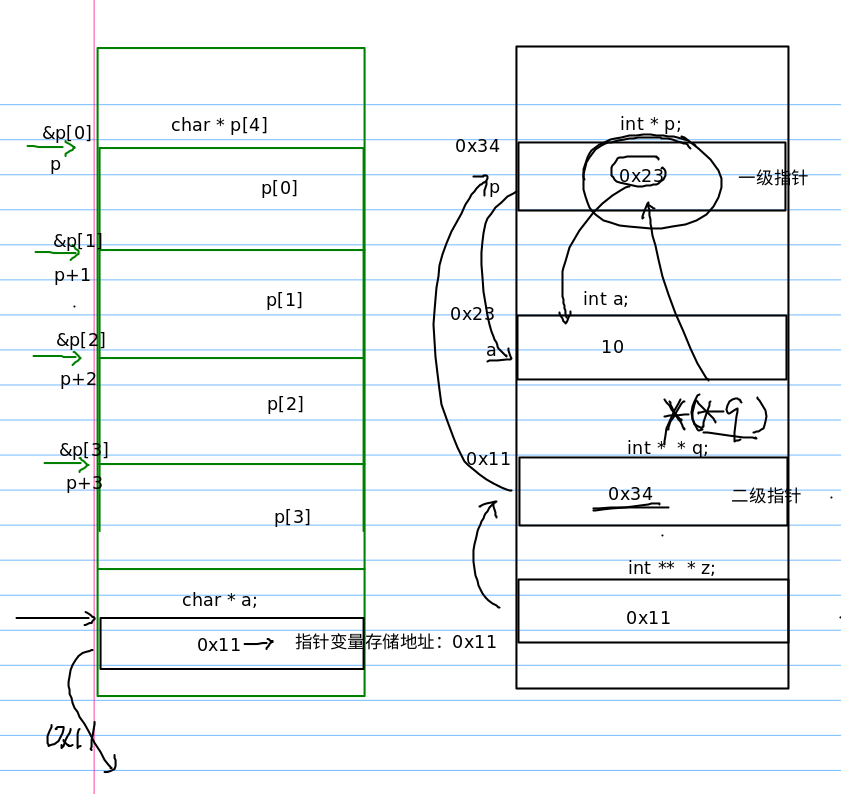 char * p[4]
&p[0]
p
p[0]
&p[1]
p+1
p[1]
&p[2]
p+2
p[2]
&p[3]
p+3
p[3]
char * a;
0x11
指针变量存储地址：0x11
0x11
int * p;
0x34
p
0x23
一级指针
int a;
0x23
a
10
*(*q)
int * * q;
0x11
0x34
二级指针
int ** * z;
0x11